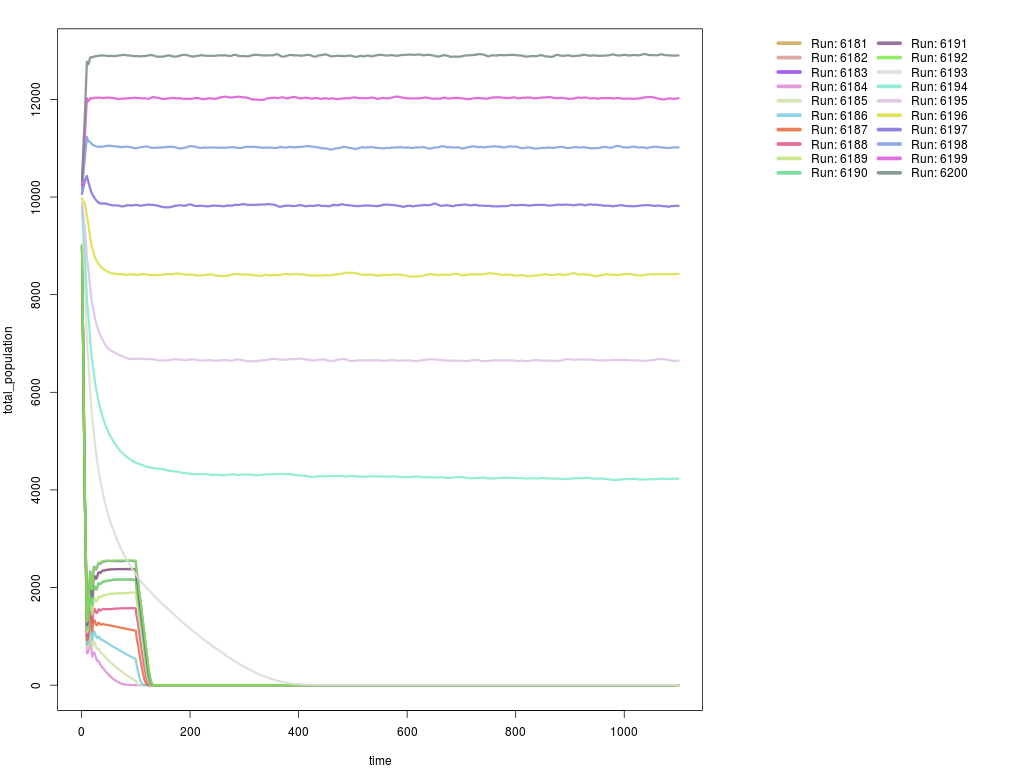 total_population
0
2000
4000
6000
8000
10000
12000
0
200
400
600
800
1000
time
Run: 6181
Run: 6182
Run: 6183
Run: 6184
Run: 6185
Run: 6186
Run: 6187
Run: 6188
Run: 6189
Run: 6190
Run: 6191
Run: 6192
Run: 6193
Run: 6194
Run: 6195
Run: 6196
Run: 6197
Run: 6198
Run: 6199
Run: 6200